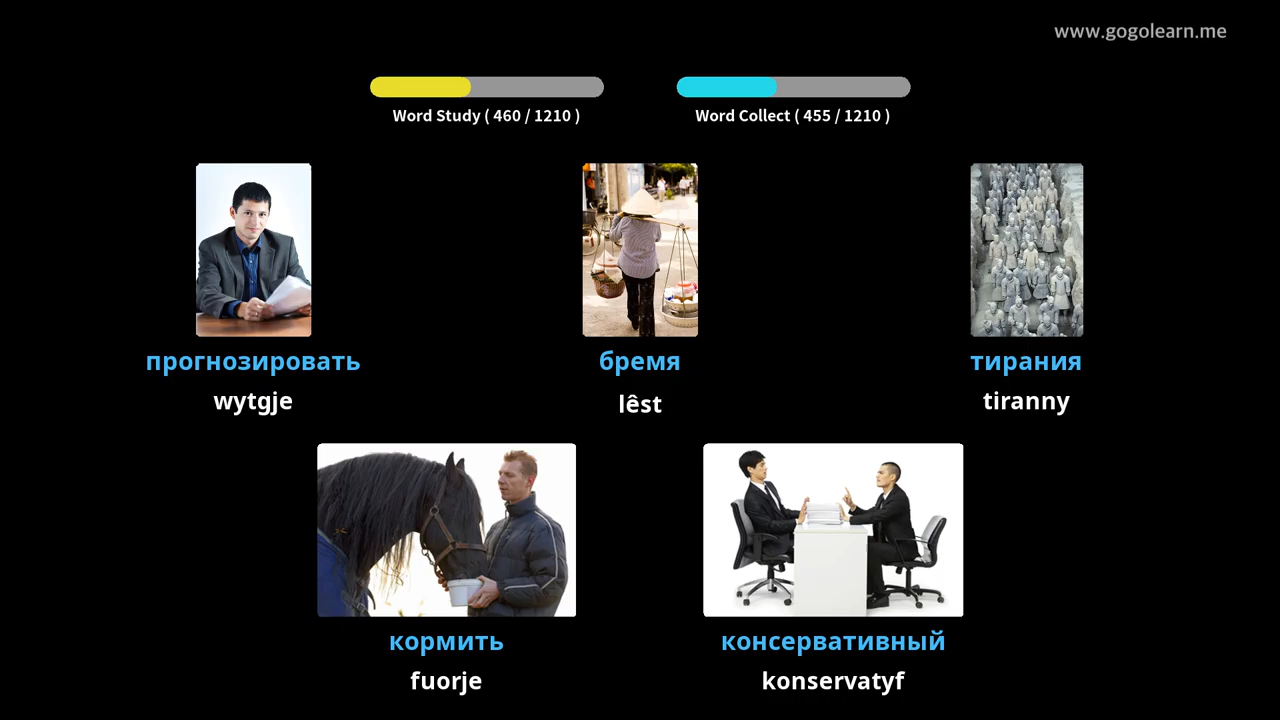 www.gogolearn.me
Word Study ( 460 / 1210 )
Word Collect ( 455 / 1210 )
прогнозировать
wytgje
бремя
lêst
тирания
tiranny
кормить
fuorje
консервативный
konservatyf